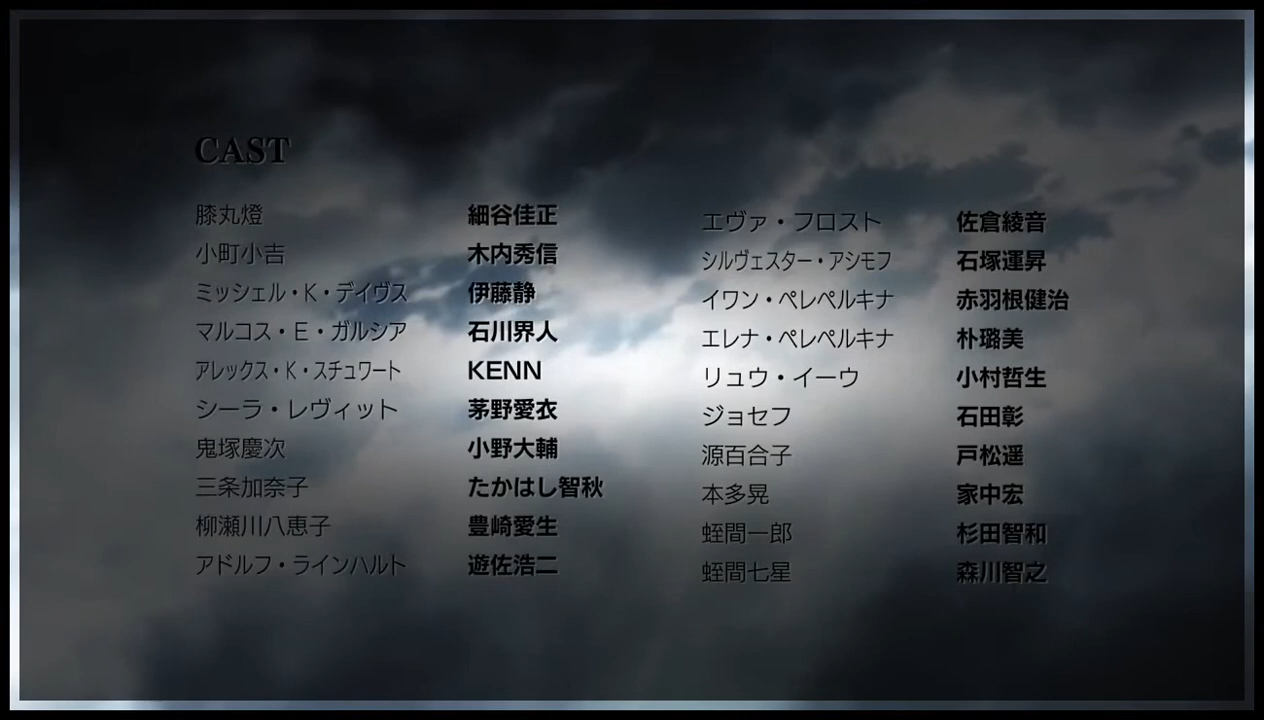 CAST
膝丸燈 細谷佳正
小町小吉 木内秀信
ミッシェル・K・デイヴス 伊藤静
マルコス・E・ガルシア 石川界人
アレックス・K・スチュワート KENN
シーラ・レヴィット 茅野愛衣
鬼塚慶次 小野大輔
三条加奈子 たかはし智秋
柳瀬川八恵子 豊崎愛生
アドルフ・ラインハルト 遊佐浩二
エヴァ・フロスト 佐倉綾音
シルヴェスター・アシモフ 石塚運昇
イワン・ペレペルキナ 赤羽根健治
エレナ・ペレペルキナ 朴璐美
リュウ・イーウ 小村哲生
ジョセフ 石田彰
源百合子 戸松遥
本多晃 家中宏
蛭間一郎 杉田智和
蛭間七星 森川智之